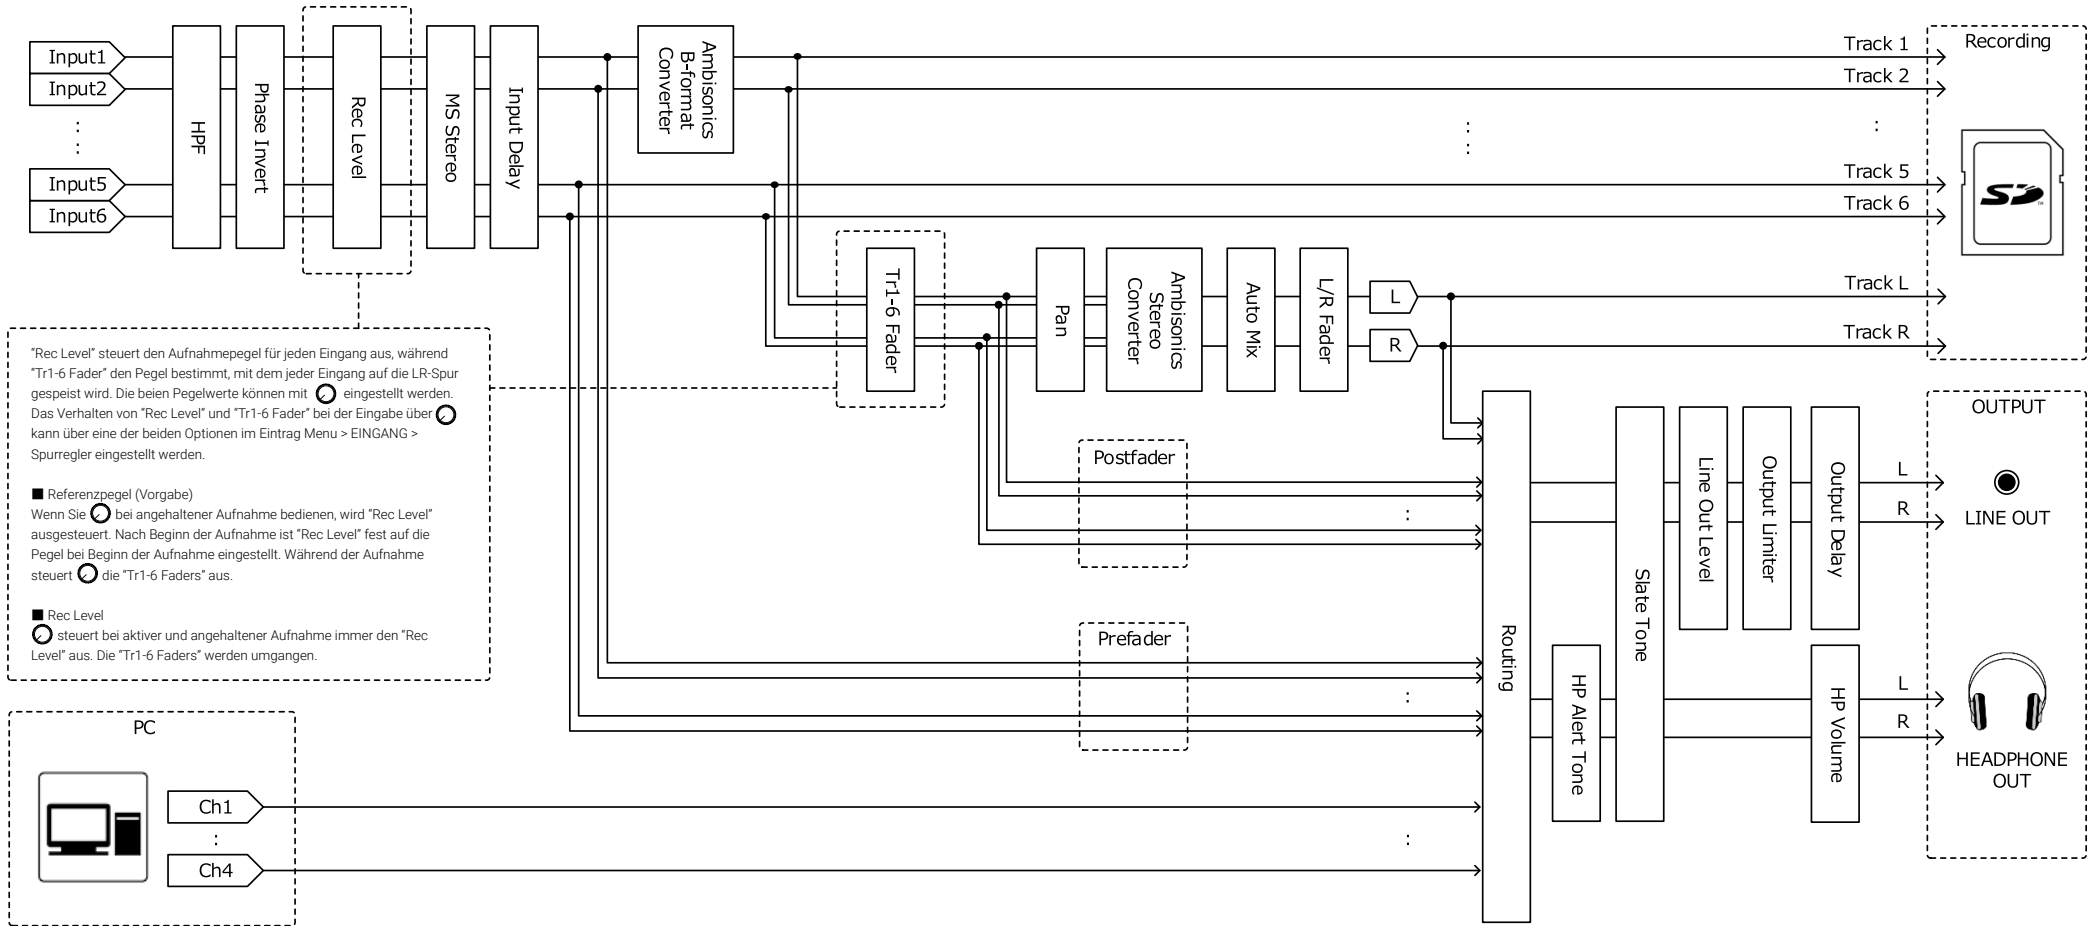 Input1
Input2
:
:
Input5
Input6
HPF
Phase Invert
Rec Level
MS Stereo
Input Delay
Ambisonics
B-format
Converter
Track 1
Track 2
:
:
:
Track 5
Track 6
Recording
SD
TM
Tr1-6 Fader
Pan
Ambisonics
Stereo
Converter
Auto Mix
L/R Fader
L
R
Track L
Track R
"Rec Level" steuert den Aufnahmepegel für jeden Eingang aus, während
"Tr1-6 Fader" den Pegel bestimmt, mit dem jeder Eingang auf die LR-Spur
gespeist wird. Die beien Pegelwerte können mit eingestellt werden.
Das Verhalten von "Rec Level" und "Tr1-6 Fader" bei der Eingabe über
kann über eine der beiden Optionen im Eintrag Menu > EINGANG >
Spurregler eingestellt werden.
■ Referenzpegel (Vorgabe)
Wenn Sie bei angehaltener Aufnahme bedienen, wird "Rec Level"
ausgesteuert. Nach Beginn der Aufnahme ist "Rec Level" fest auf die
Pegel bei Beginn der Aufnahme eingestellt. Während der Aufnahme
steuert die "Tr1-6 Faders" aus.
■ Rec Level
steuert bei aktiver und angehaltener Aufnahme immer den "Rec
Level" aus. Die "Tr1-6 Faders" werden umgangen.
Postfader
:
Prefader
:
PC
Ch1
:
Ch4
:
Routing
HP Alert Tone
Slate Tone
Line Out Level
Output Limiter
Output Delay
HP Volume
OUTPUT
L
R
LINE OUT
L
R
HEADPHONE
OUT